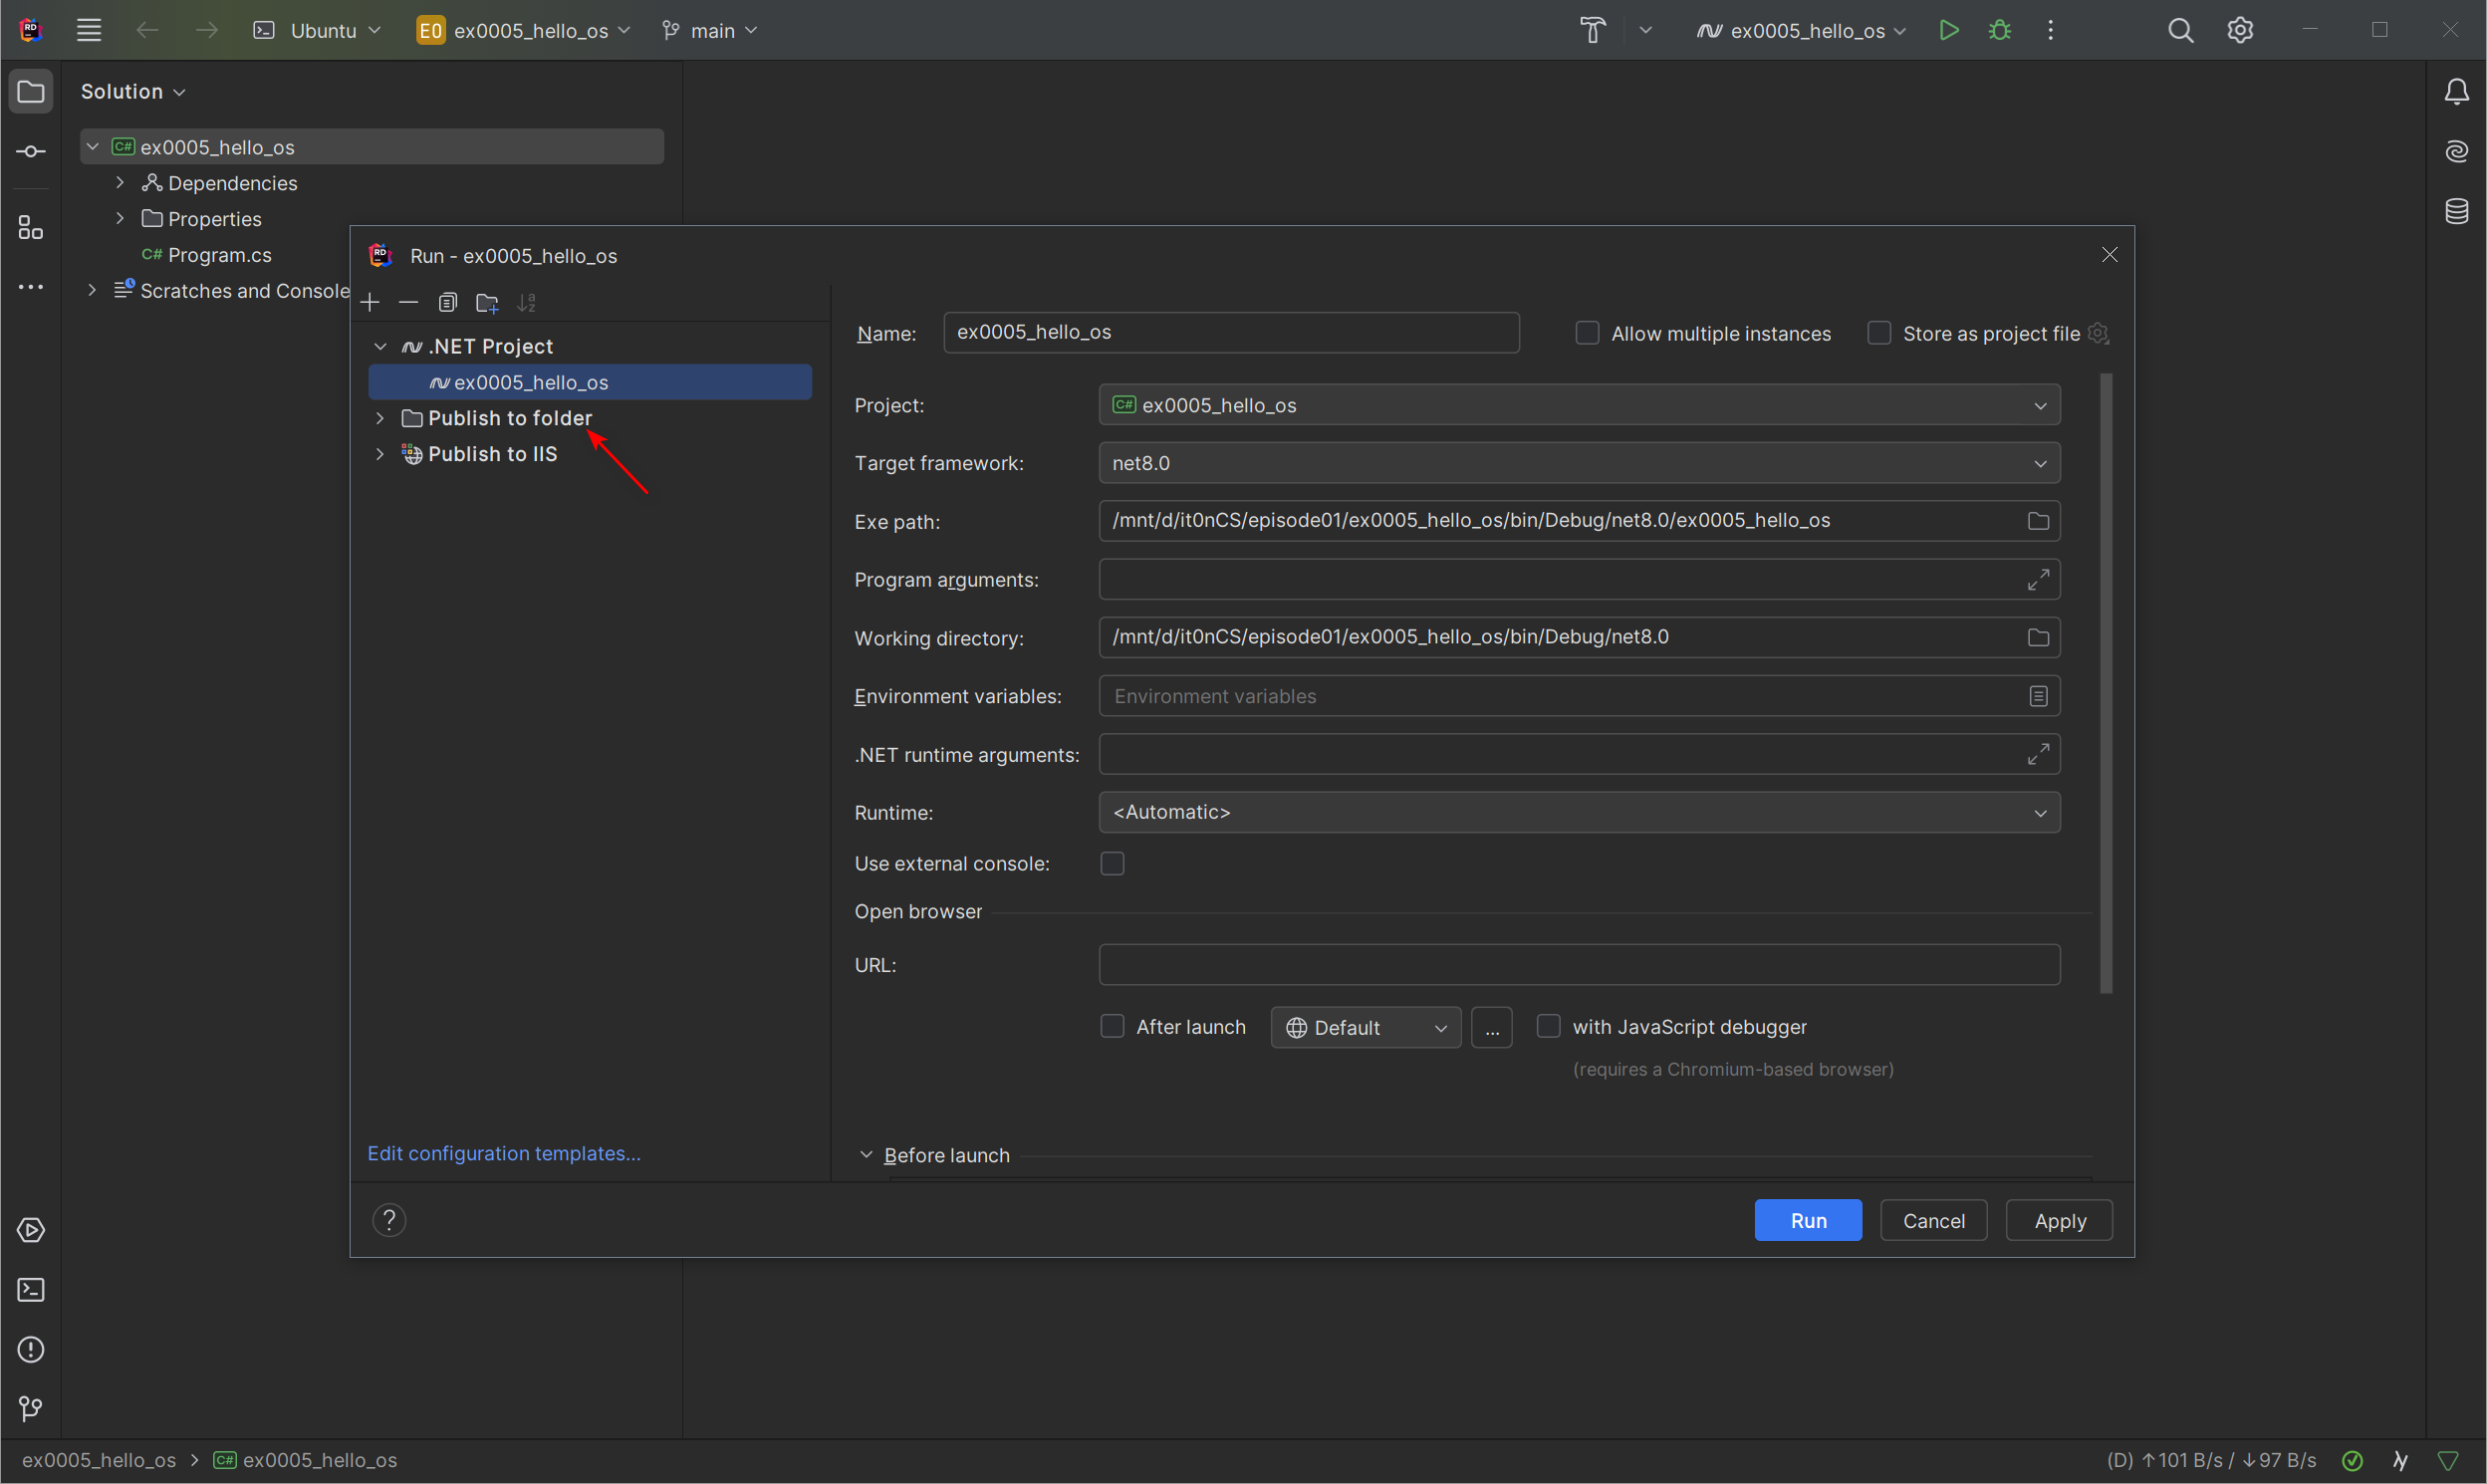 Ubuntu
E0 ex0005_hello_os
main
ex0005_hello_os
Solution
C# ex0005_hello_os
Dependencies
Properties
C# Program.cs
Scratches and Console
RD Run - ex0005_hello_os
.NET Project
ex0005_hello_os
Publish to folder
Publish to IIS
Edit configuration templates...
Name: ex0005_hello_os
Allow multiple instances
Store as project file
Project: C# ex0005_hello_os
Target framework: net8.0
Exe path: /mnt/d/it0nCS/episode01/ex0005_hello_os/bin/Debug/net8.0/ex0005_hello_os
Program arguments:
Working directory: /mnt/d/it0nCS/episode01/ex0005_hello_os/bin/Debug/net8.0
Environment variables: Environment variables
.NET runtime arguments:
Runtime: <Automatic>
Use external console:
Open browser
URL:
After launch
Default
...
with JavaScript debugger
(requires a Chromium-based browser)
Before launch
?
Run
Cancel
Apply
ex0005_hello_os > C# ex0005_hello_os
(D) ↑101 B/s / ↓97 B/s